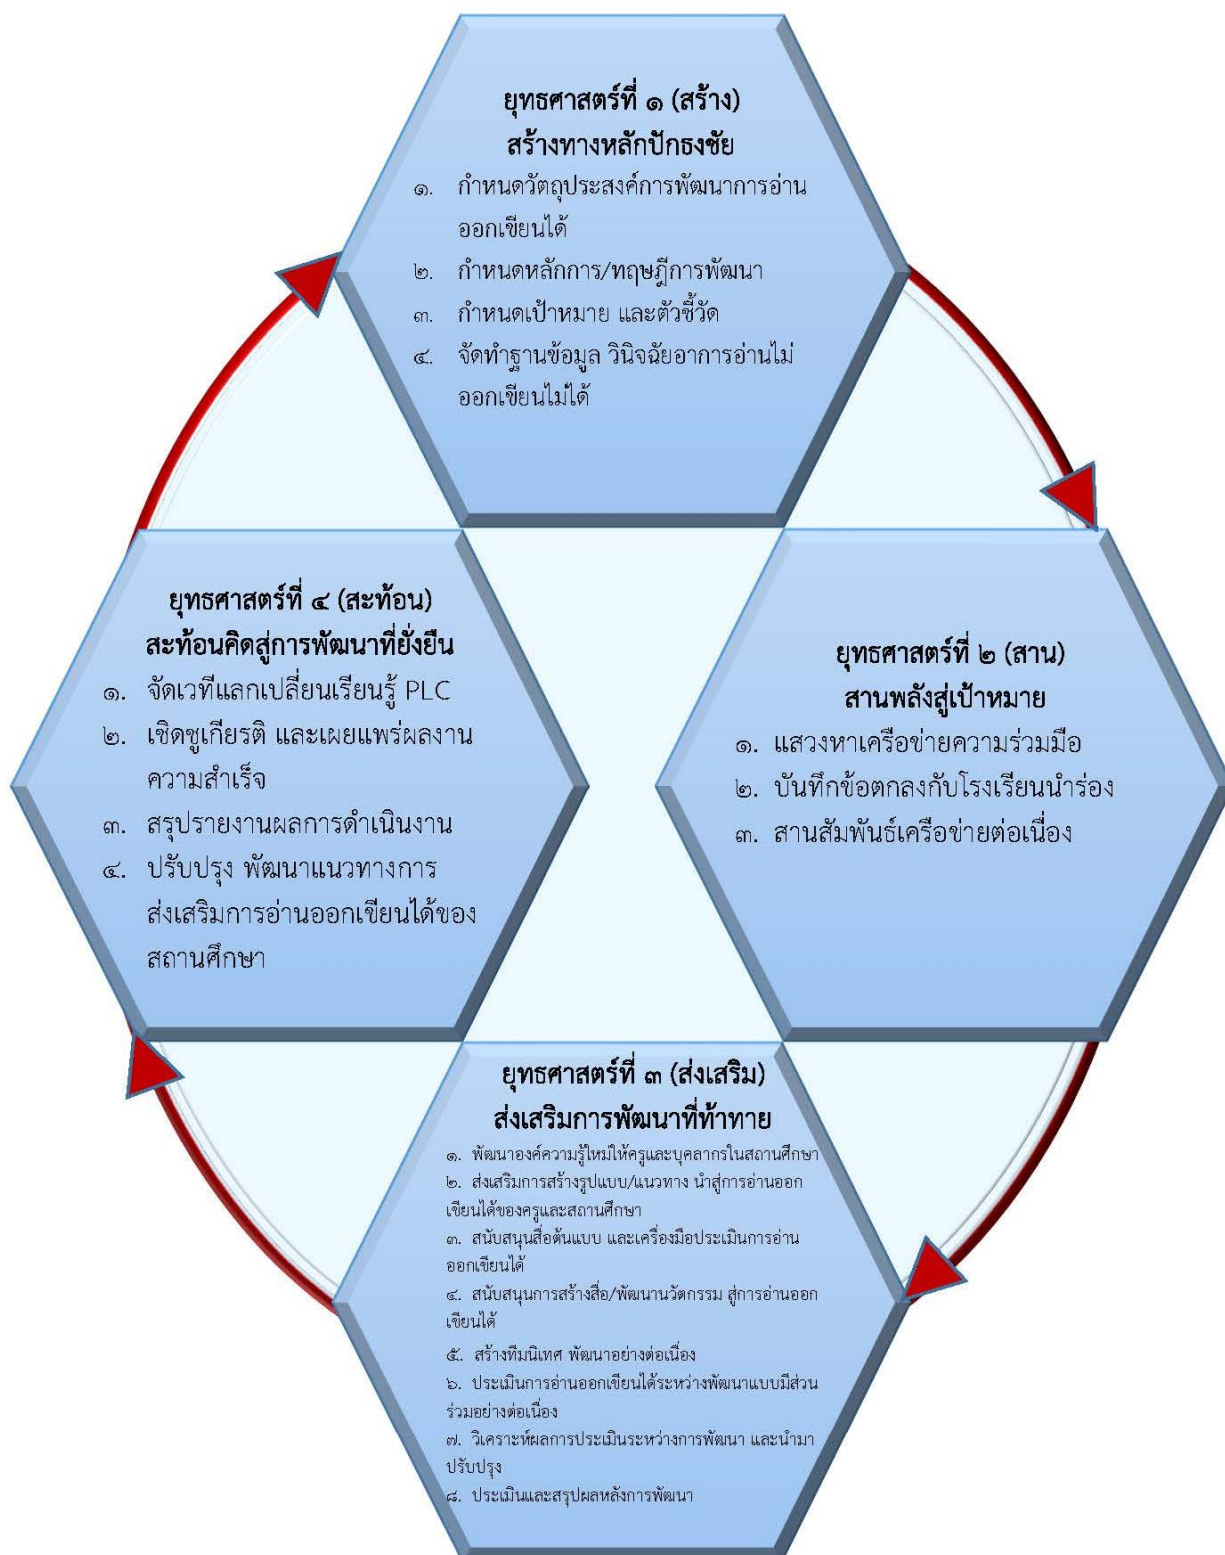 ยุทธศาสตร์ที่ ๑ (สร้าง)
สร้างทางหลักปักธงชัย
๑. กำหนดวัตถุประสงค์การพัฒนาการอ่าน
ออกเขียนได้
๒. กำหนดหลักการ/ทฤษฎีการพัฒนา
๓. กำหนดเป้าหมาย และตัวชี้วัด
๔. จัดทำฐานข้อมูล วินิจฉัยอาการอ่านไม่
ออกเขียนไม่ได้
ยุทธศาสตร์ที่ ๒ (สาน)
สานพลังสู่เป้าหมาย
๑. แสวงหาเครือข่ายความร่วมมือ
๒. บันทึกข้อตกลงกับโรงเรียนนำร่อง
๓. สานสัมพันธ์เครือข่ายต่อเนื่อง
ยุทธศาสตร์ที่ ๓ (ส่งเสริม)
ส่งเสริมการพัฒนาที่ท้าทาย
๑. พัฒนาองค์ความรู้ใหม่ให้ครูและบุคลากรในสถานศึกษา
๒. ส่งเสริมการสร้างรูปแบบ/แนวทาง นำสู่การอ่านออก
เขียนได้ของครูและสถานศึกษา
๓. สนับสนุนสื่อต้นแบบ และเครื่องมือประเมินการอ่าน
ออกเขียนได้
๔. สนับสนุนการสร้างสื่อ/พัฒนานวัตกรรม สู่การอ่านออก
เขียนได้
๕. สร้างทีมนิเทศ พัฒนาอย่างต่อเนื่อง
๖. ประเมินการอ่านออกเขียนได้ระหว่างพัฒนาแบบมีส่วน
ร่วมอย่างต่อเนื่อง
๗. วิเคราะห์ผลการประเมินระหว่างการพัฒนา และนำมา
ปรับปรุง
๘. ประเมินและสรุปผลหลังการพัฒนา
ยุทธศาสตร์ที่ ๔ (สะท้อน)
สะท้อนคิดสู่การพัฒนาที่ยั่งยืน
๑. จัดเวทีแลกเปลี่ยนเรียนรู้ PLC
๒. เชิดชูเกียรติ และเผยแพร่ผลงาน
ความสำเร็จ
๓. สรุปรายงานผลการดำเนินงาน
๔. ปรับปรุง พัฒนาแนวทางการ
ส่งเสริมการอ่านออกเขียนได้ของ
สถานศึกษา